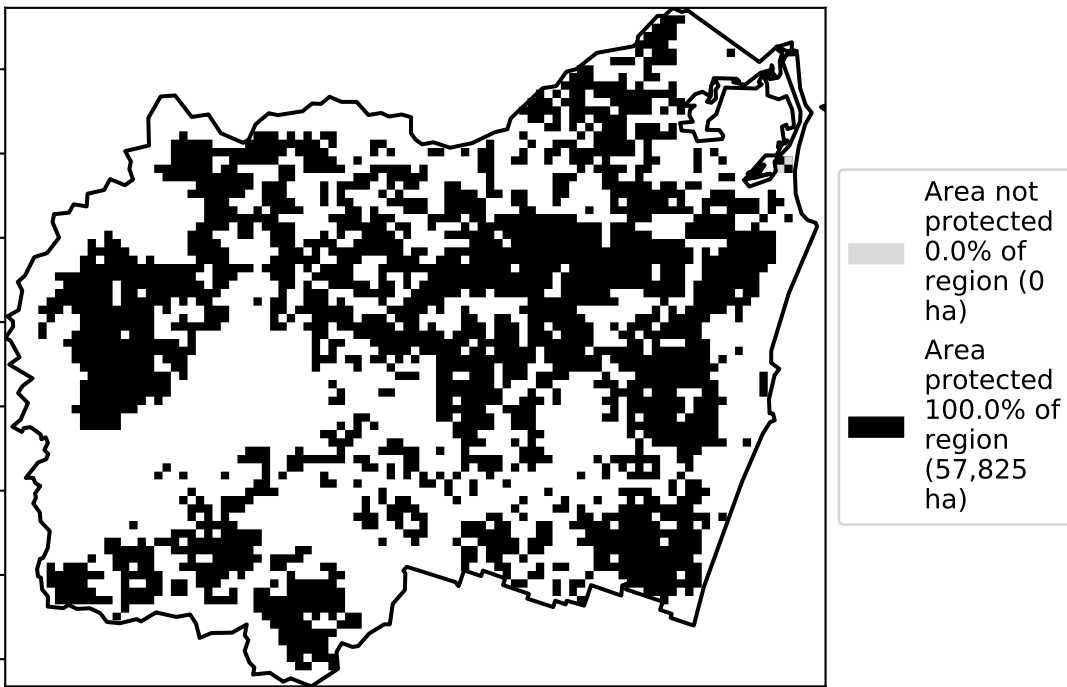 Area not
protected
0.0% of
region (0
ha)
Area
protected
100.0% of
region
(57,825
ha)